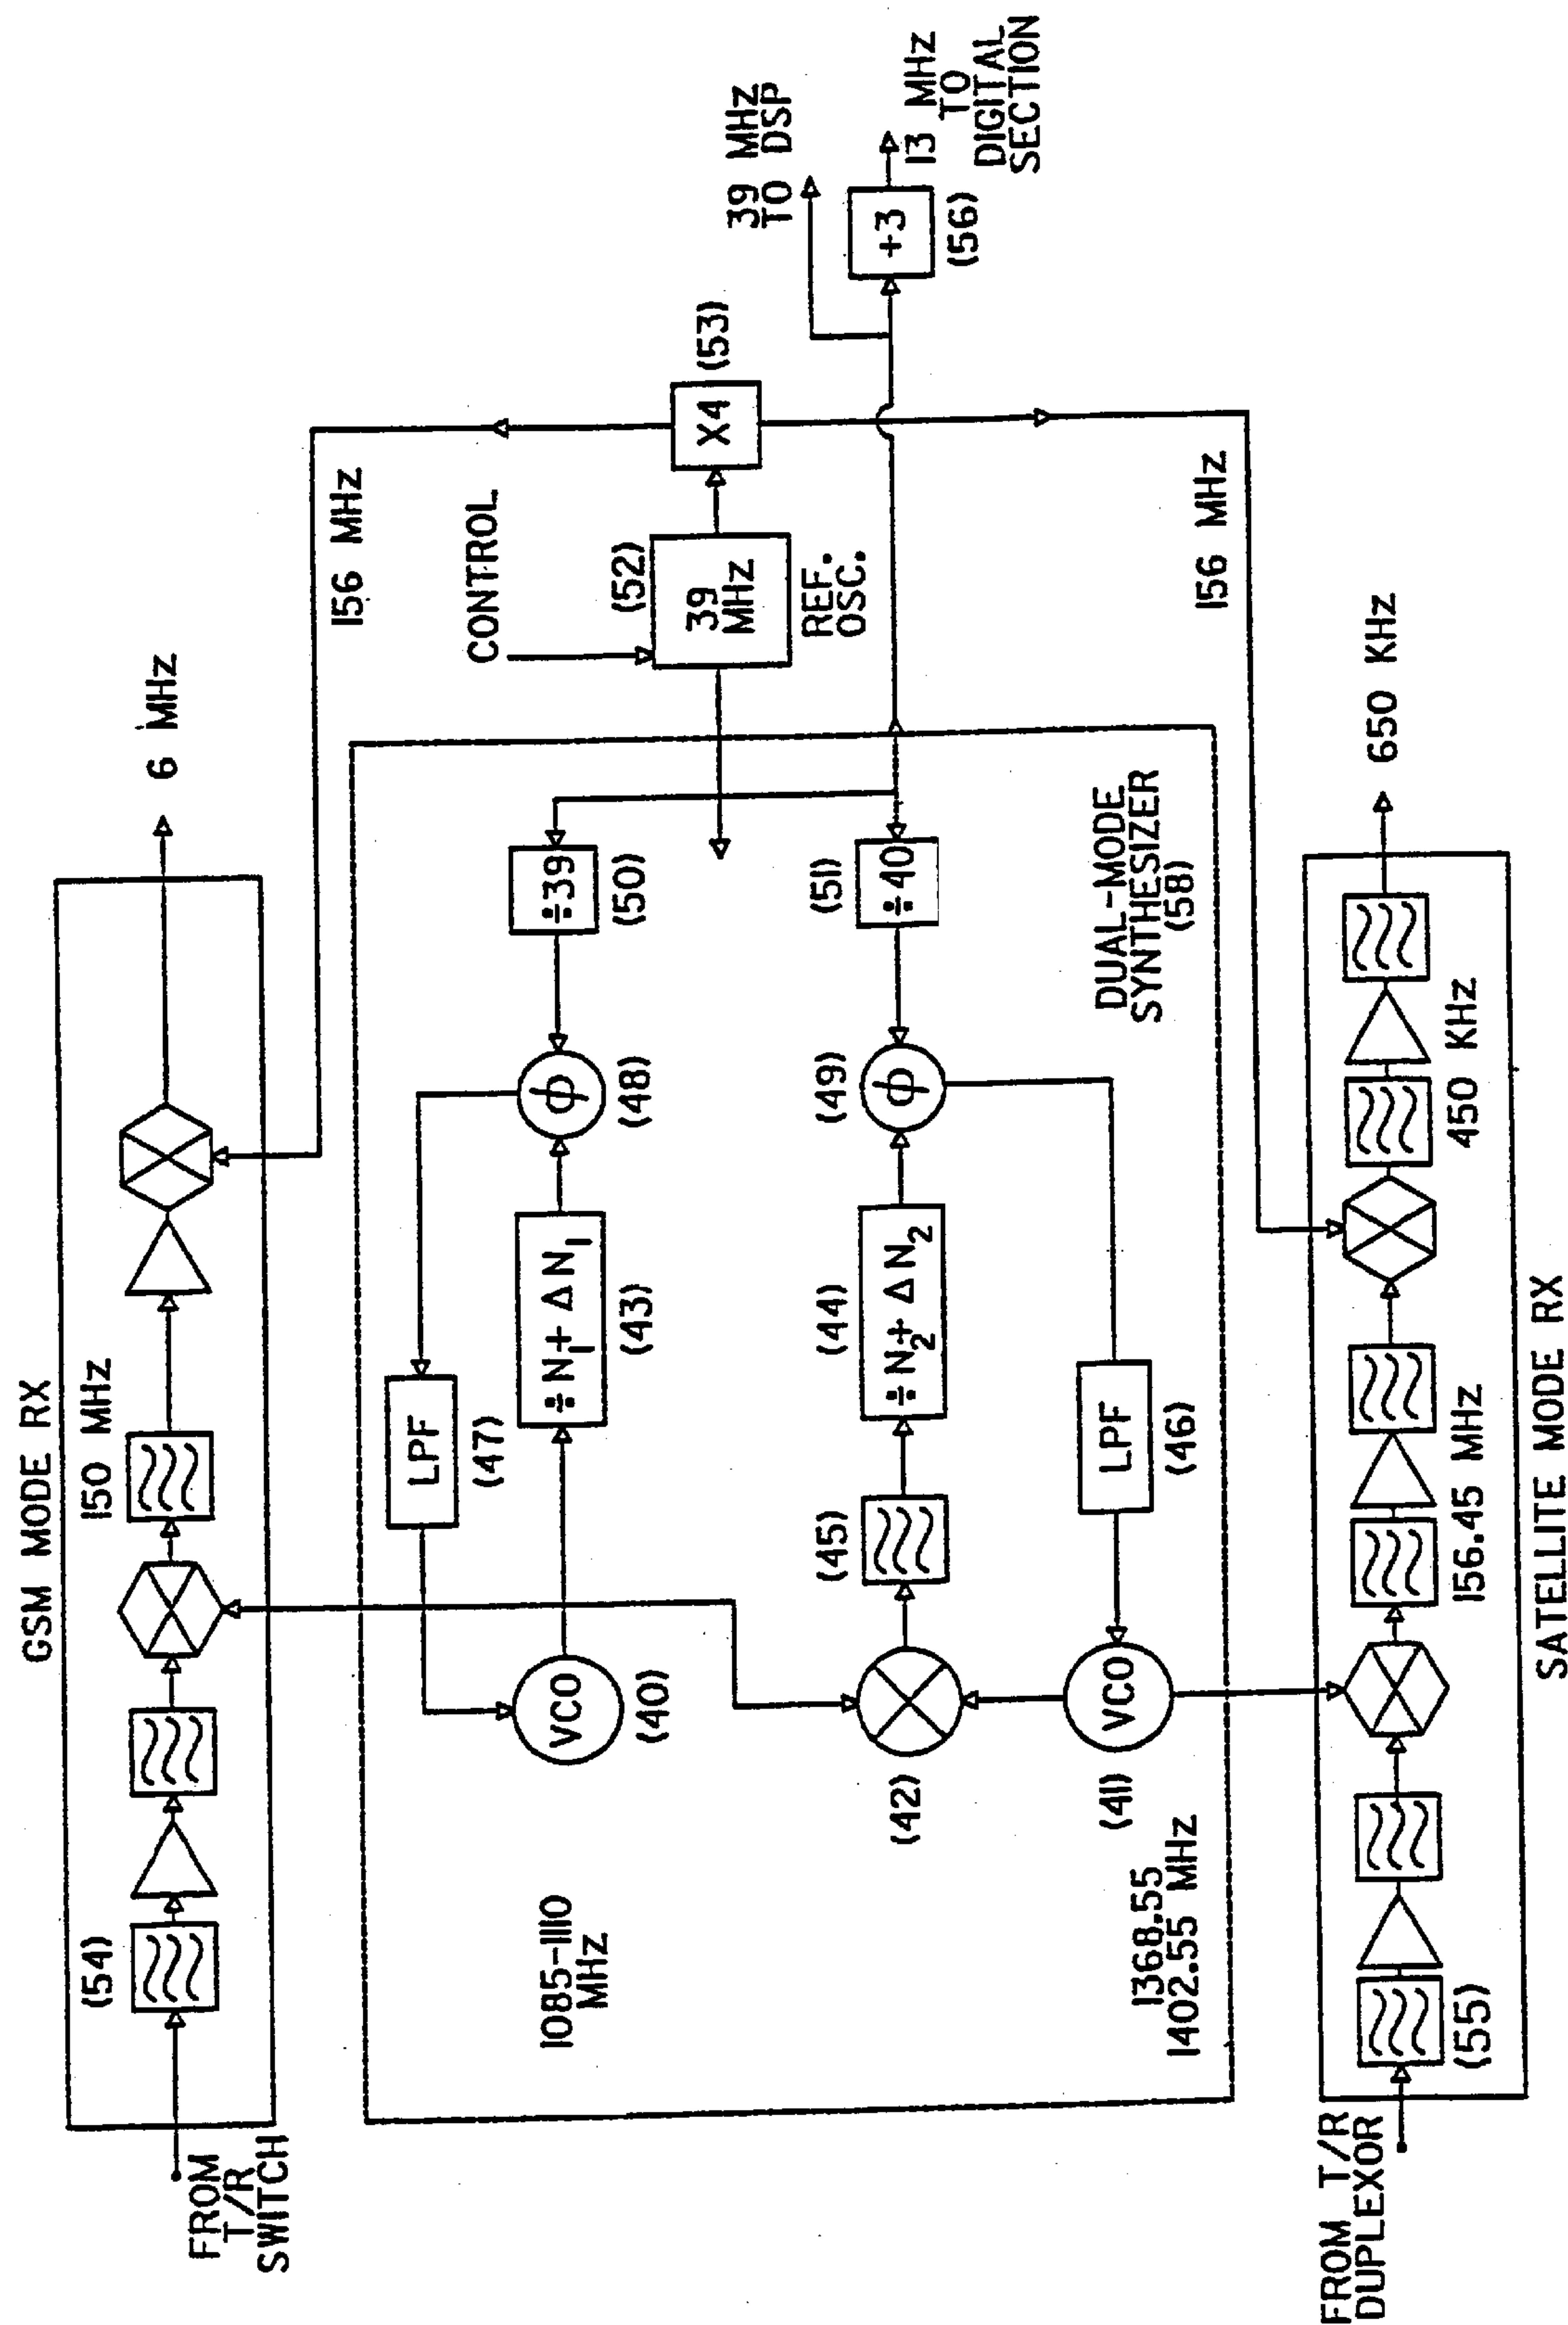 GSM MODE RX
FROM
T/R
SWITCH
(54)
150 MHz
6 MHz
156 MHz
1085-1110
MHz
VCO
(40)
LPF
(47)
÷N1+ ΔN1
(43)
φ
(48)
÷39
(50)
CONTROL
(52)
39
MHz
REF.
OSC.
X4
(53)
39 MHz
TO DSP
+3
(56)
13 MHz
TO
DIGITAL
SECTION
(42)
(45)
÷N2+ ΔN2
(44)
φ
(49)
÷40
(51)
1368.55
1402.55 MHz
VCO
(41)
LPF
(46)
DUAL-MODE
SYNTHESIZER
(58)
156 MHz
FROM T/R
DUPLEXOR
(55)
156.45 MHz
450 KHz
650 KHz
SATELLITE MODE RX